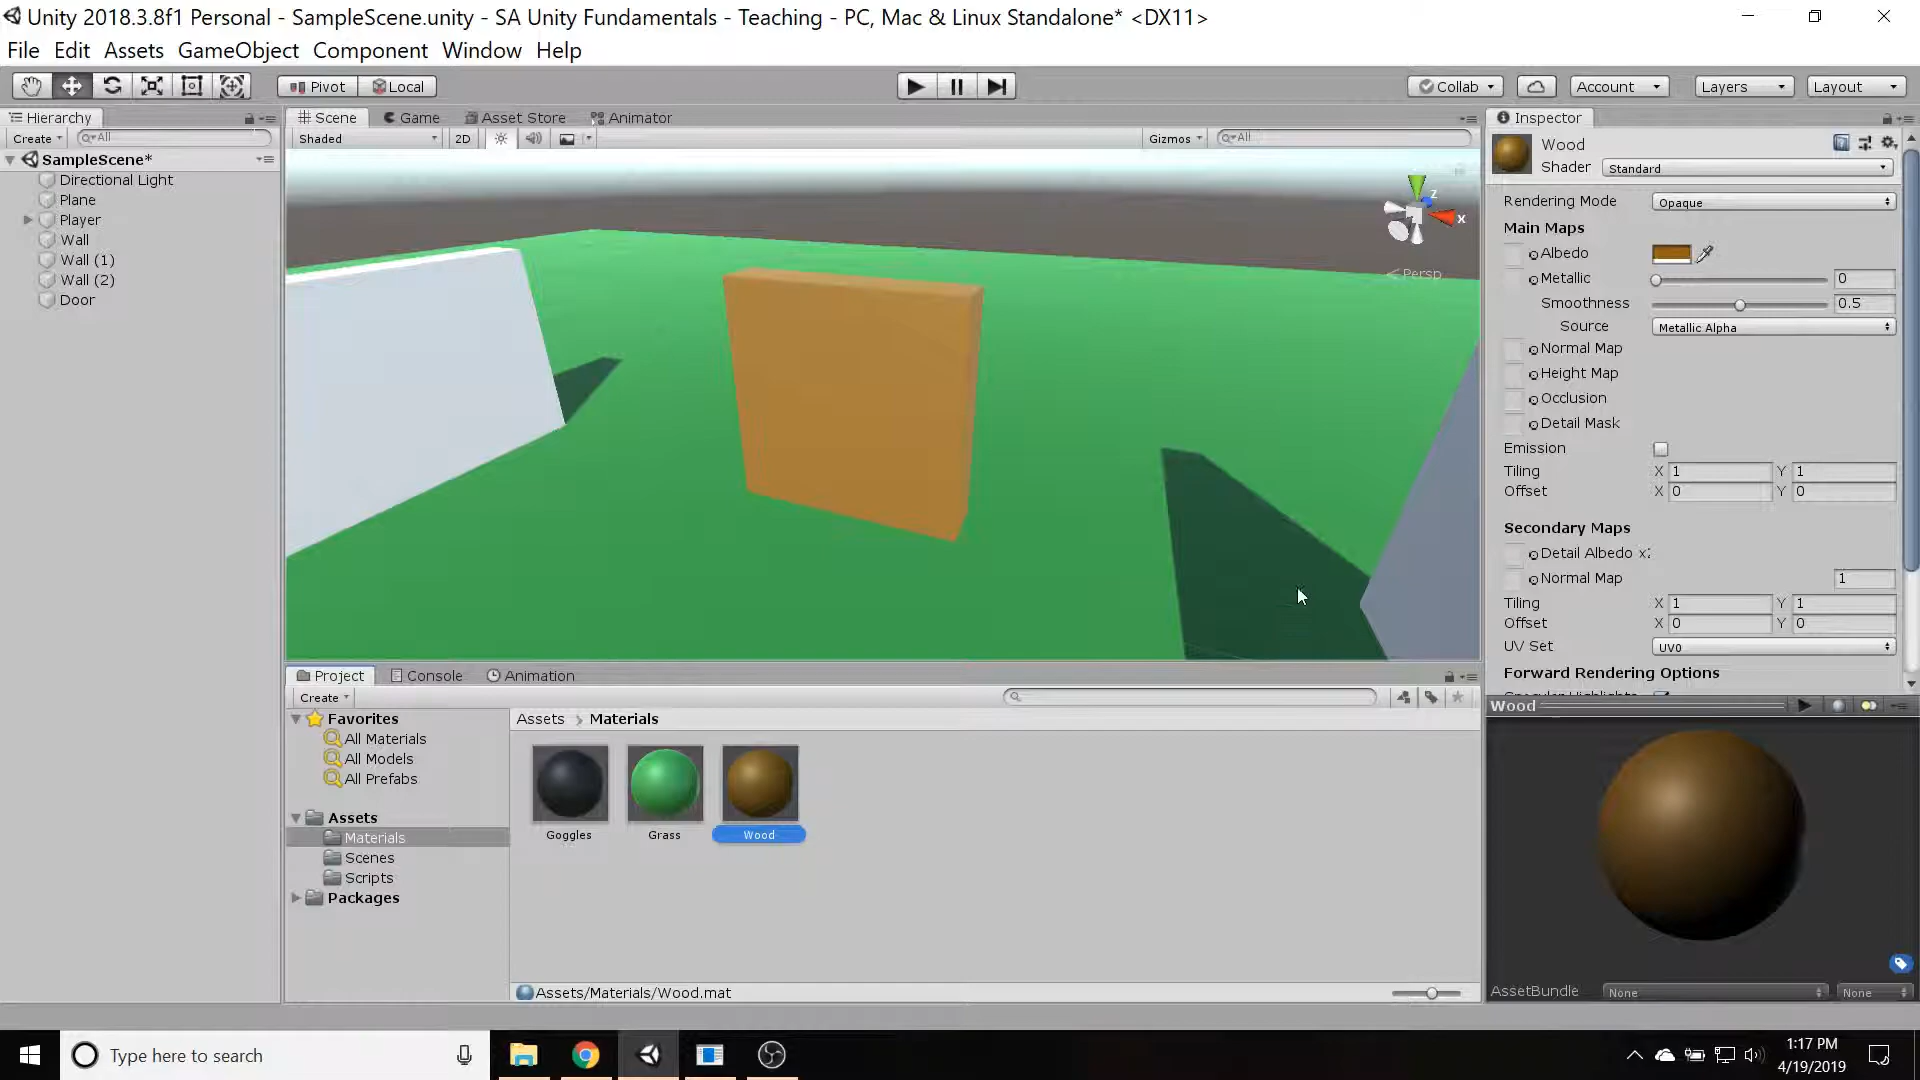 Unity 2018.3.8f1 Personal - SampleScene.unity - SA Unity Fundamentals - Teaching - PC, Mac & Linux Standalone* <DX11>
File Edit Assets GameObject Component Window Help
Pivot Local Collab Account Layers Layout
Hierarchy
Create All
SampleScene*
Directional Light
Plane
Player
Wall
Wall (1)
Wall (2)
Door
Scene Game Asset Store Animator
Shaded 2D Gizmos All
z
x
Persp
Inspector
Wood
Shader Standard
Rendering Mode Opaque
Main Maps
Albedo
Metallic 0
Smoothness 0.5
Source Metallic Alpha
Normal Map
Height Map
Occlusion
Detail Mask
Emission
Tiling X 1 Y 1
Offset X 0 Y 0
Secondary Maps
Detail Albedo x
Normal Map 1
Tiling X 1 Y 1
Offset X 0 Y 0
UV Set UV0
Forward Rendering Options
Wood
AssetBundle None None
Project Console Animation
Create
Favorites
All Materials
All Models
All Prefabs
Assets
Materials
Scenes
Scripts
Packages
Assets > Materials
Goggles Grass Wood
Assets/Materials/Wood.mat
Type here to search
1:17 PM
4/19/2019